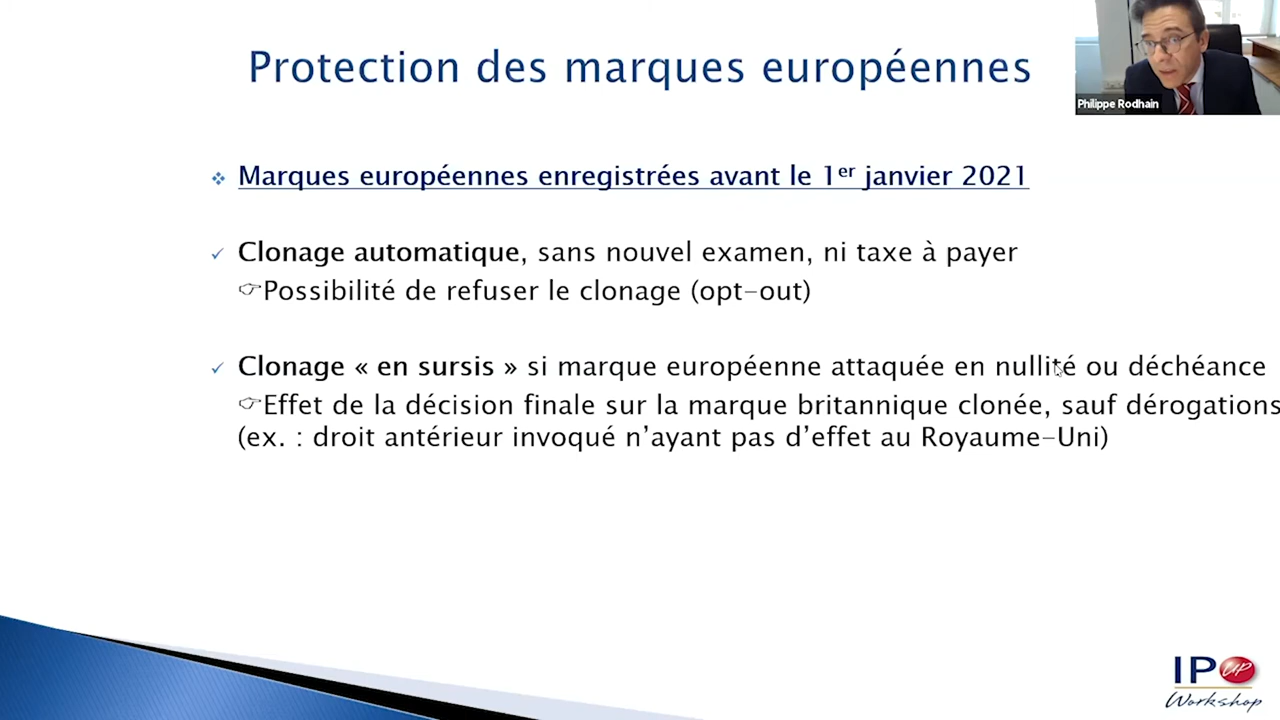 Protection des marques européennes
Philippe Rodhain
Marques européennes enregistrées avant le 1er janvier 2021
Clonage automatique, sans nouvel examen, ni taxe à payer
Possibilité de refuser le clonage (opt-out)
Clonage « en sursis » si marque européenne attaquée en nullité ou déchéance
Effet de la décision finale sur la marque britannique clonée, sauf dérogations
(ex. : droit antérieur invoqué n’ayant pas d’effet au Royaume-Uni)
IP UP
Workshop